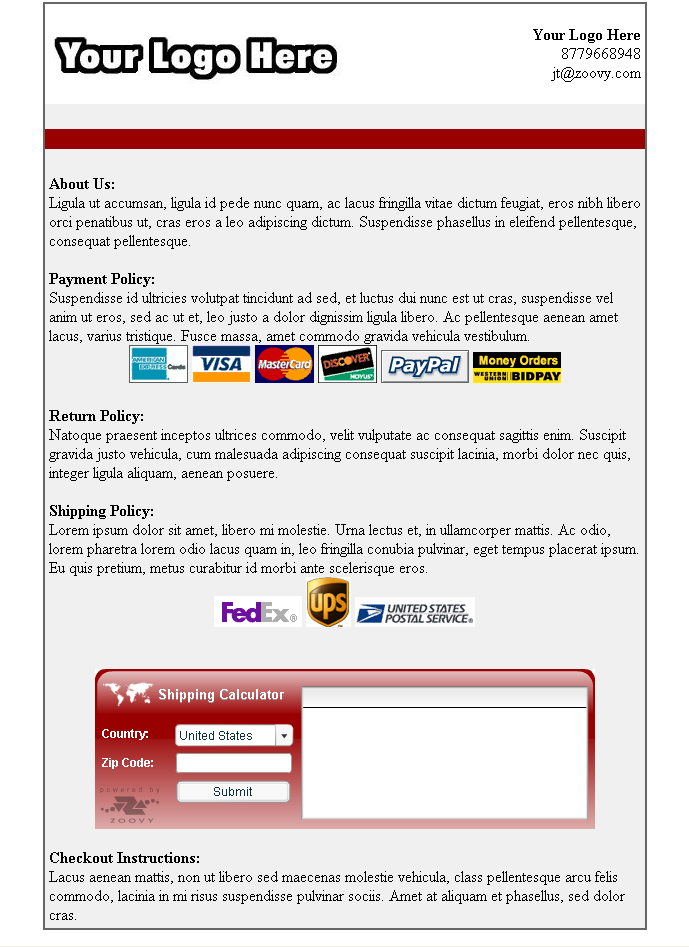 Your Logo Here
Your Logo Here
8779668948
jt@zoovy.com
About Us:
Ligula ut accumsan, ligula id pede nunc quam, ac lacus fringilla vitae dictum feugiat, eros nibh libero
orci penatibus ut, cras eros a leo adipiscing dictum. Suspendisse phasellus in eleifend pellentesque,
consequat pellentesque.
Payment Policy:
Suspendisse id ultricies volutpat tincidunt ad sed, et luctus dui nunc est ut cras, suspendisse vel
anim ut eros, sed ac ut et, leo justo a dolor dignissim ligula libero. Ac pellentesque aenean amet
lacus, varius tristique. Fusce massa, amet commodo gravida vehicula vestibulum.
AMERICAN EXPRESS Cards VISA MasterCard DISCOVER NOVUS PayPal Money Orders
WESTERN UNION BIDPAY
Return Policy:
Natoque praesent inceptos ultrices commodo, velit vulputate ac consequat sagittis enim. Suscipit
gravida justo vehicula, cum malesuada adipiscing consequat suscipit lacinia, morbi dolor nec quis,
integer ligula aliquam, aenean posuere.
Shipping Policy:
Lorem ipsum dolor sit amet, libero mi molestie. Urna lectus et, in ullamcorper mattis. Ac odio,
lorem pharetra lorem odio lacus quam in, leo fringilla conubia pulvinar, eget tempus placerat ipsum.
Eu quis pretium, metus curabitur id morbi ante scelerisque eros.
FedEx® ups UNITED STATES
POSTAL SERVICE®
Shipping Calculator
Country: United States
Zip Code:
Submit
powered by
ZOOVY
Checkout Instructions:
Lacus aenean mattis, non ut libero sed maecenas molestie vehicula, class pellentesque arcu felis
commodo, lacinia in mi risus suspendisse pulvinar sociis. Amet at aliquam et phasellus, sed dolor
cras.